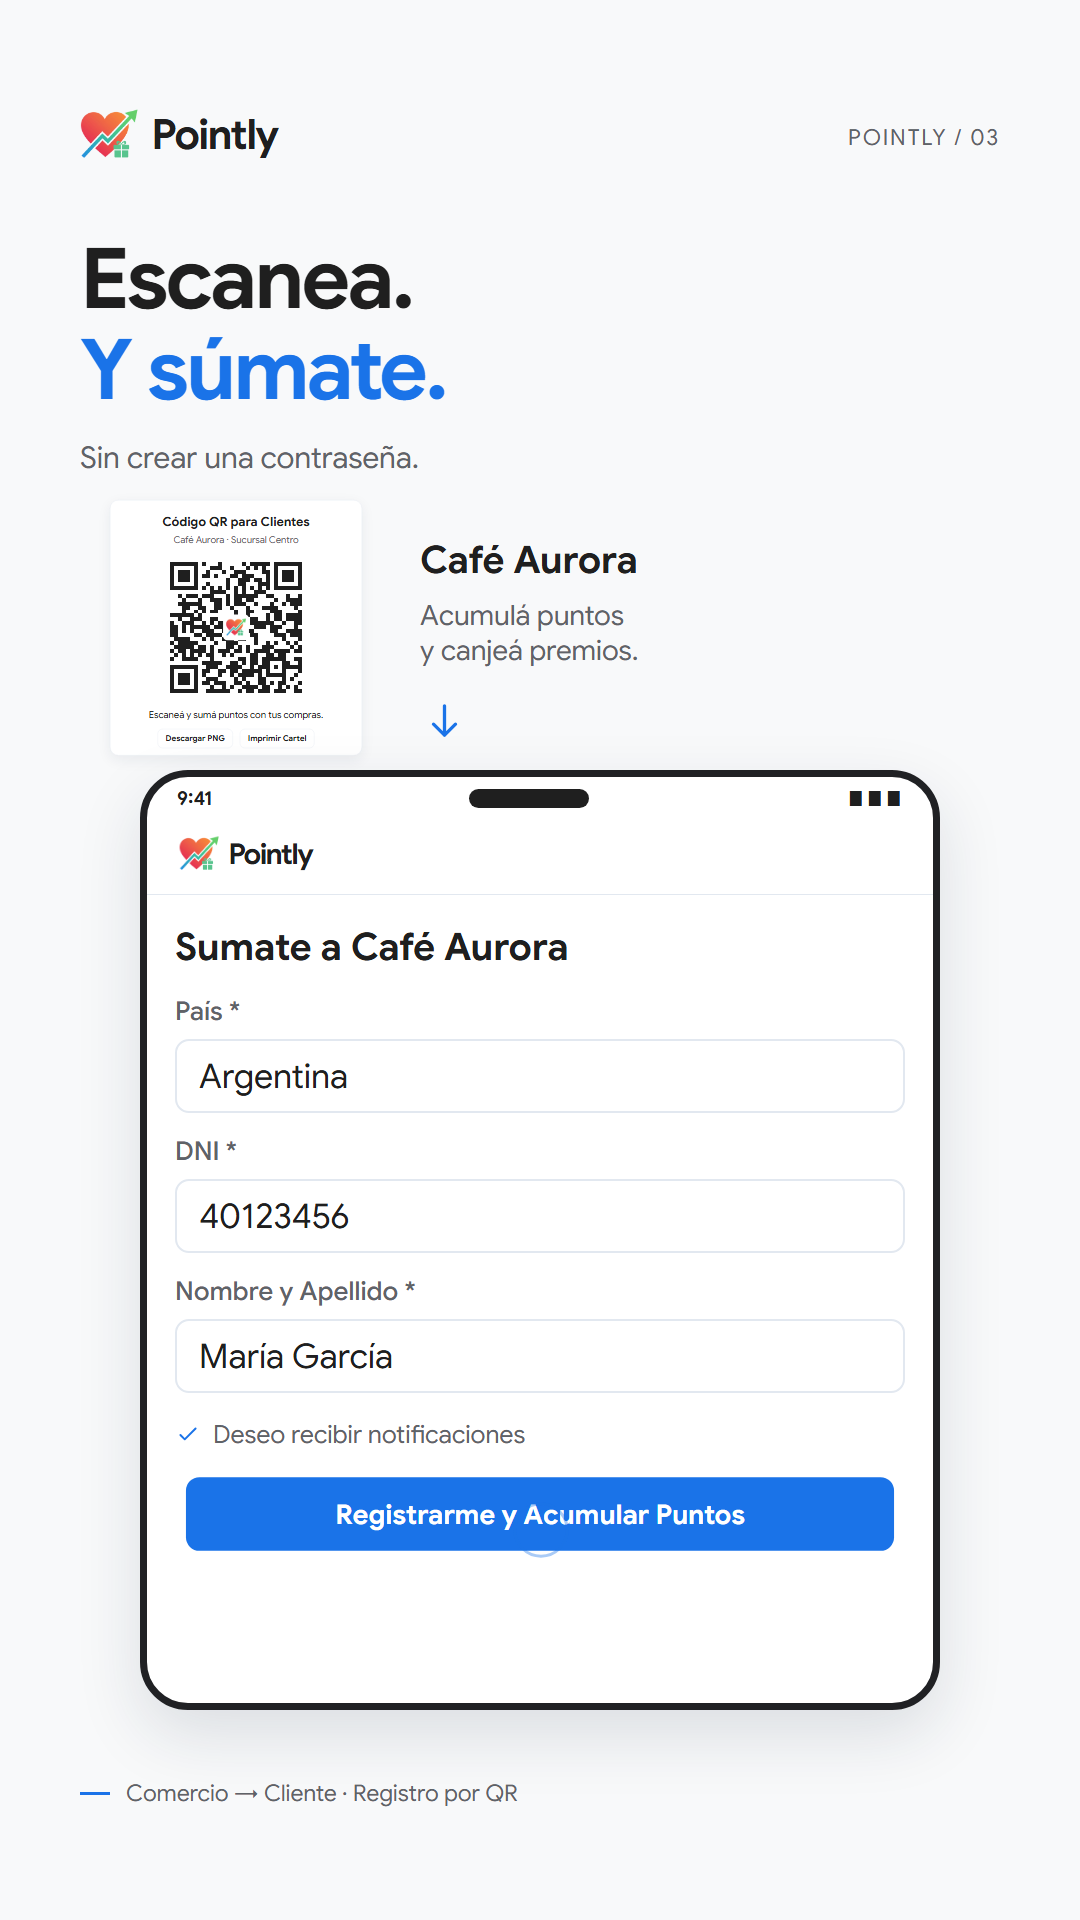 Pointly
POINTLY / 03
Escanea.
Y súmate.
Sin crear una contraseña.
Código QR para Clientes
Café Aurora · Sucursal Centro
Escaneá y sumá puntos con tus compras.
Descargar PNG
Imprimir Cartel
Café Aurora
Acumulá puntos
y canjeá premios.
9:41
Pointly
Sumate a Café Aurora
País *
Argentina
DNI *
40123456
Nombre y Apellido *
María García
Deseo recibir notificaciones
Registrarme y Acumular Puntos
Comercio → Cliente · Registro por QR